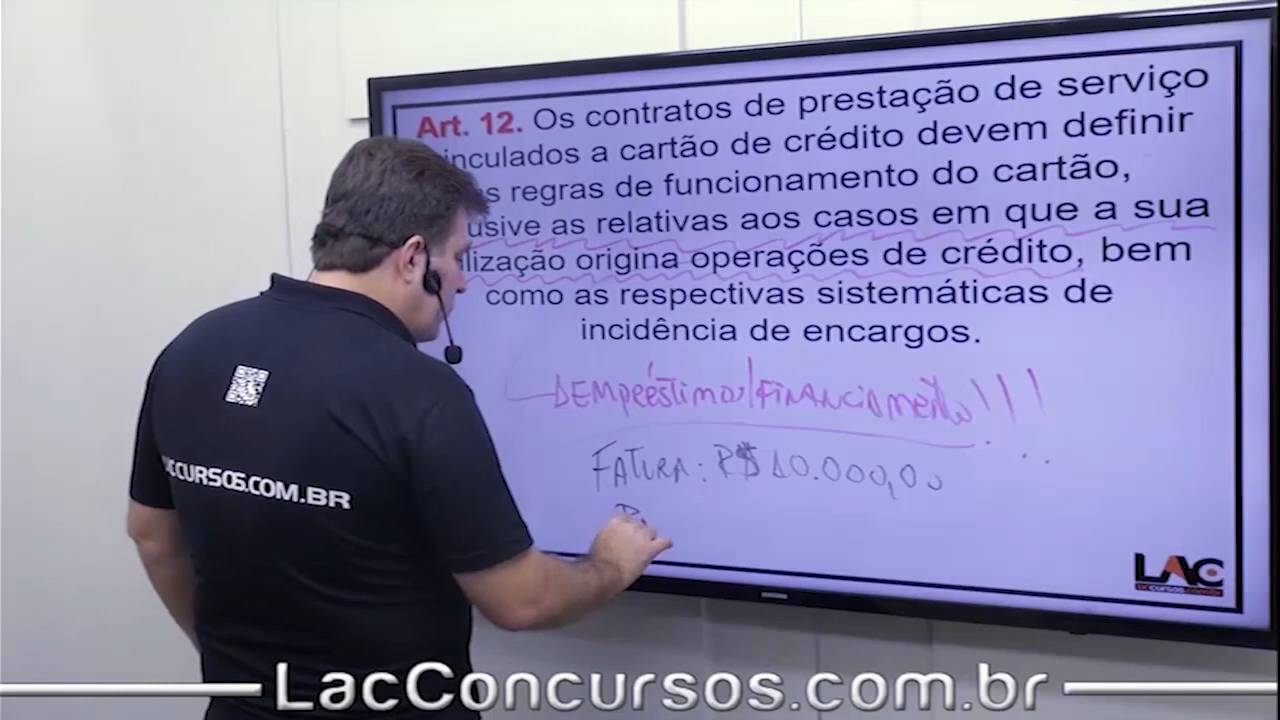 Art. 12. Os contratos de prestação de serviço
inculados a cartão de crédito devem definir
s regras de funcionamento do cartão,
usive as relativas aos casos em que a sua
lização origina operações de crédito, bem
como as respectivas sistemáticas de
incidência de encargos.
EMPRÉSTIMO/FINANCIAMENTO!!!
FATURA: R$ 10.000,00
LAC
LACCURSOS.COM.BR
LacConcursos.com.br